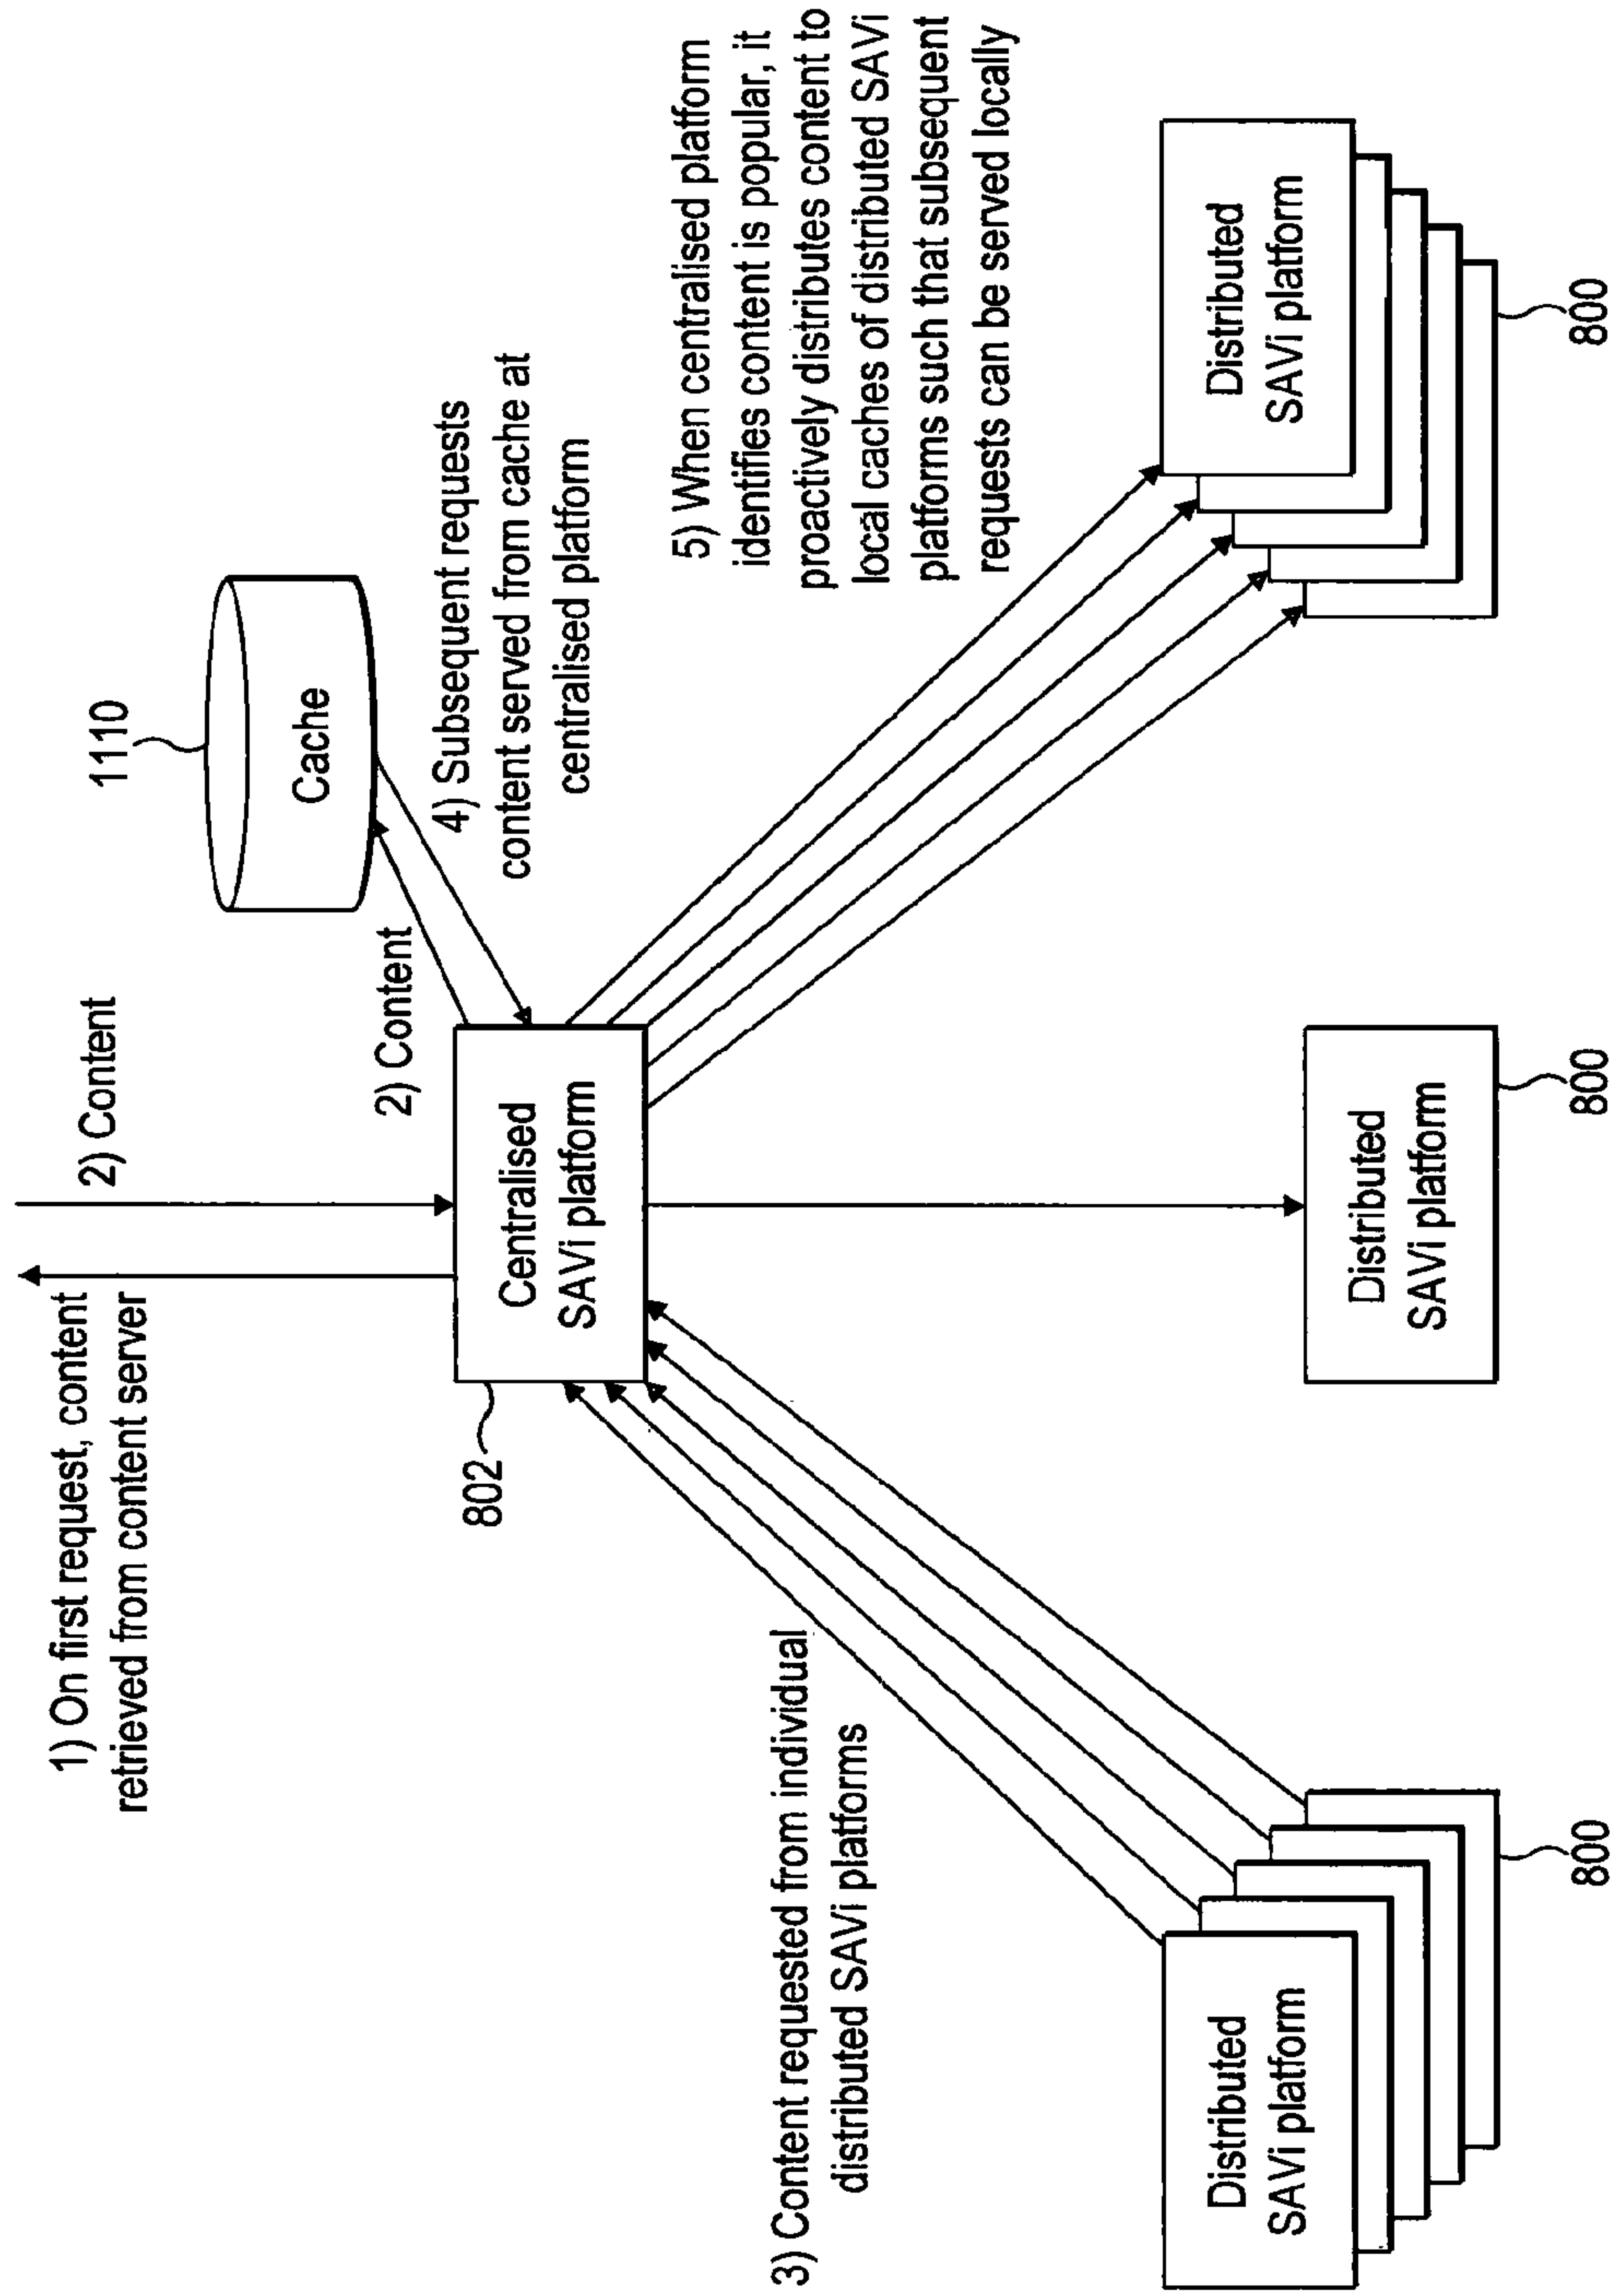 1) On first request, content
retrieved from content server
2) Content
1110
Cache
2) Content
4) Subsequent requests
content served from cache at
centralised platform
802
Centralised
SAVi platform
3) Content requested from individual
distributed SAVi platforms
5) When centralised platform
identifies content is popular, it
proactively distributes content to
local caches of distributed SAVi
platforms such that subsequent
requests can be served locally
Distributed
SAVi platform
800
Distributed
SAVi platform
800
Distributed
SAVi platform
800